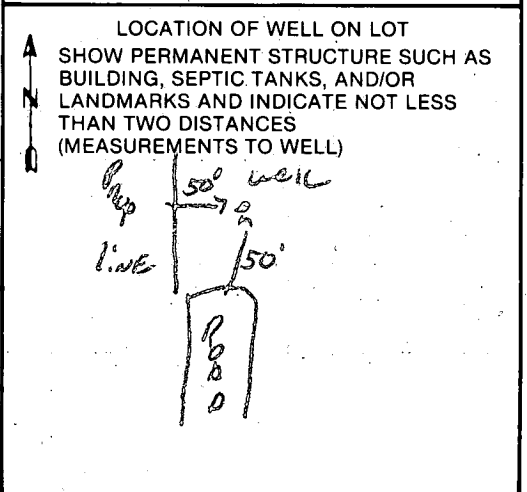 LOCATION OF WELL ON LOT
SHOW PERMANENT STRUCTURE SUCH AS
BUILDING, SEPTIC TANKS, AND/OR
LANDMARKS AND INDICATE NOT LESS
THAN TWO DISTANCES
(MEASUREMENTS TO WELL)
N
Prop
line
50' well
50'